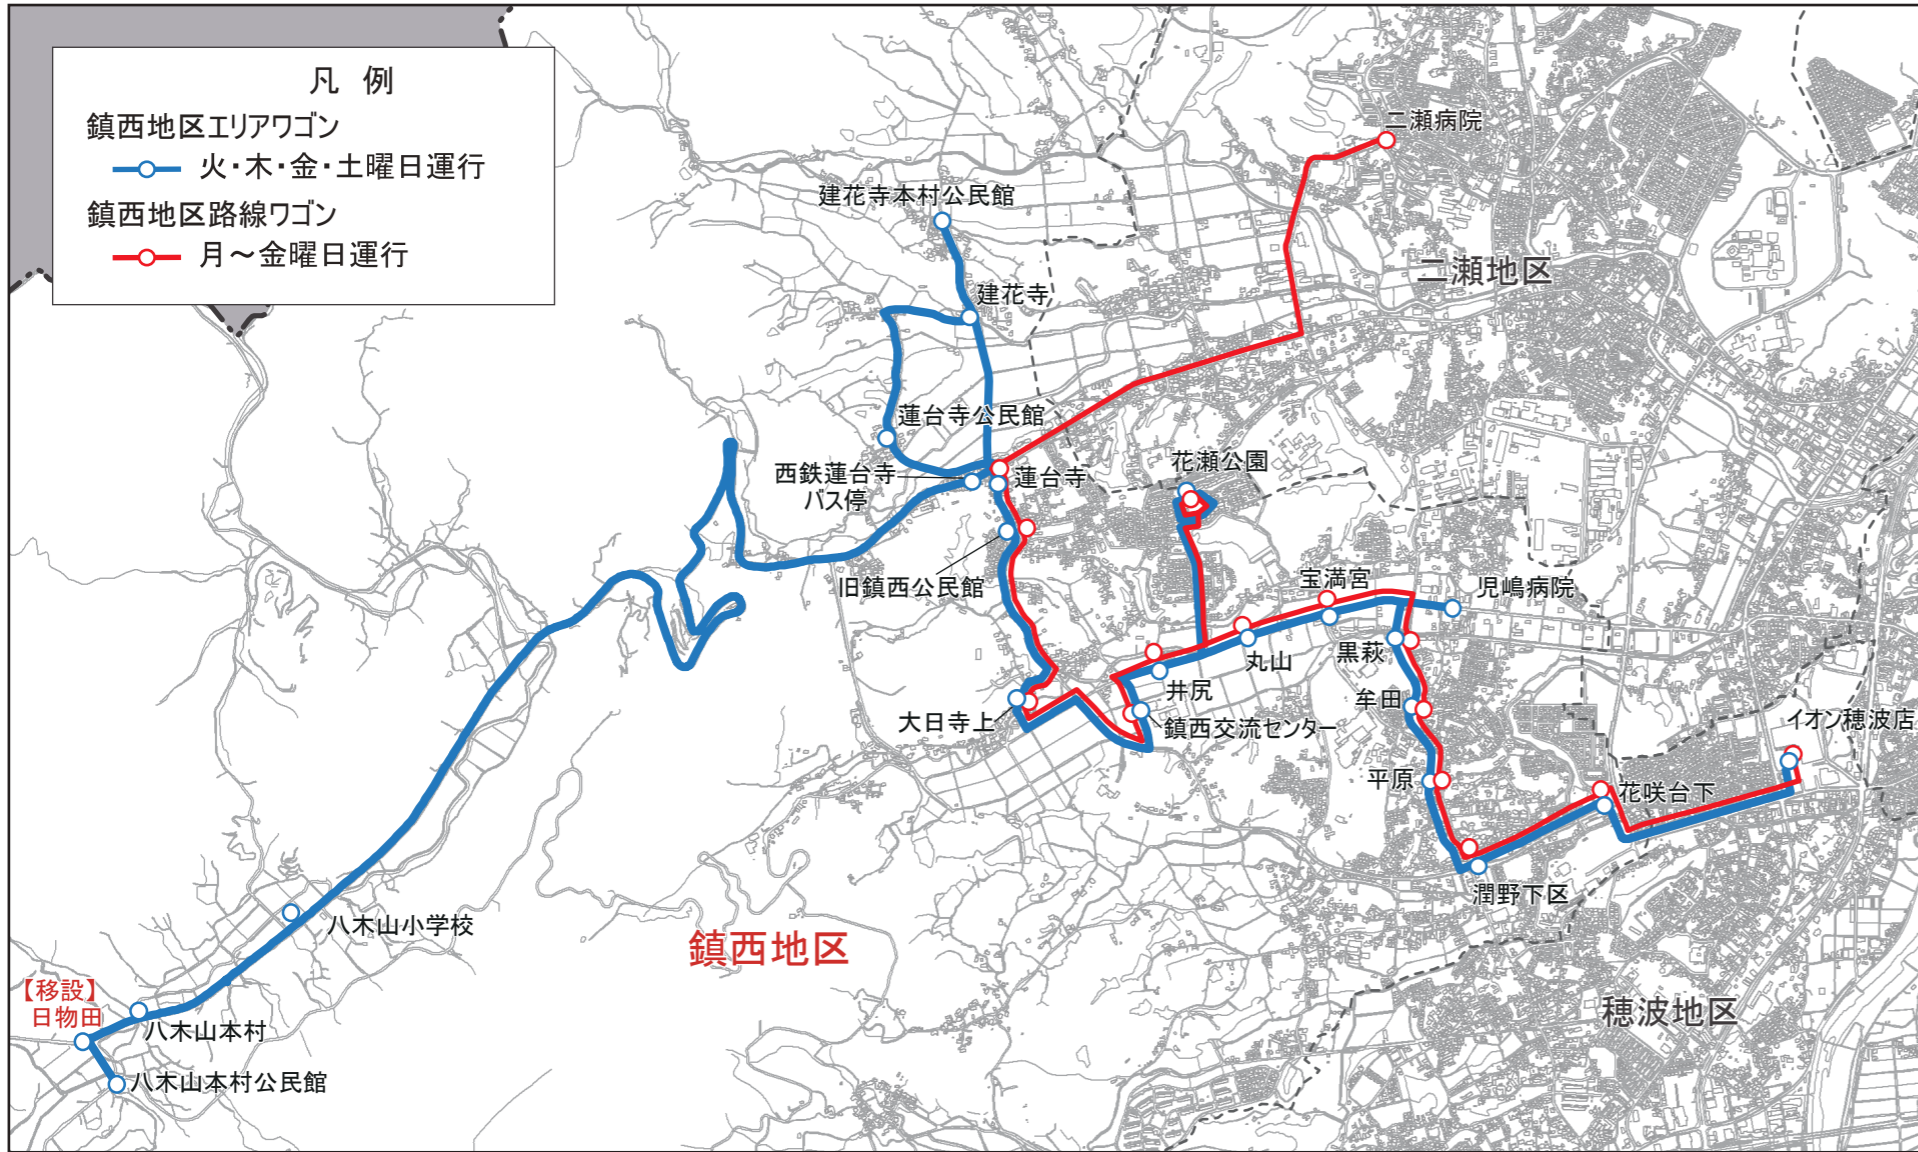 凡 例
鎮西地区エリアワゴン
火・木・金・土曜日運行
鎮西地区路線ワゴン
月～金曜日運行
二瀬病院
建花寺本村公民館
二瀬地区
建花寺
蓮台寺公民館
西鉄蓮台寺
バス停
蓮台寺
花瀬公園
旧鎮西公民館
宝満宮
児嶋病院
丸山
黒萩
井尻
牟田
大日寺上
鎮西交流センター
イオン穂波店
平原
花咲台下
潤野下区
八木山小学校
鎮西地区
【移設】
日物田
穂波地区
八木山本村
八木山本村公民館